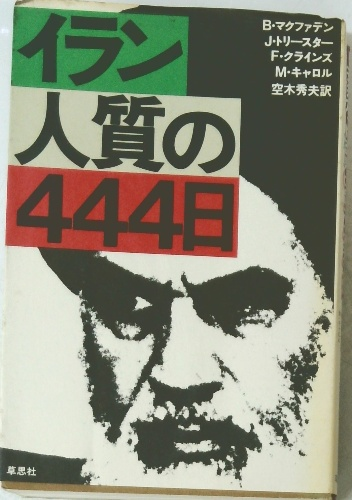 イラン
人質の
444日
B・マクファデン
J・トリースター
F・クラインズ
M・キャロル
空木秀夫訳
草思社